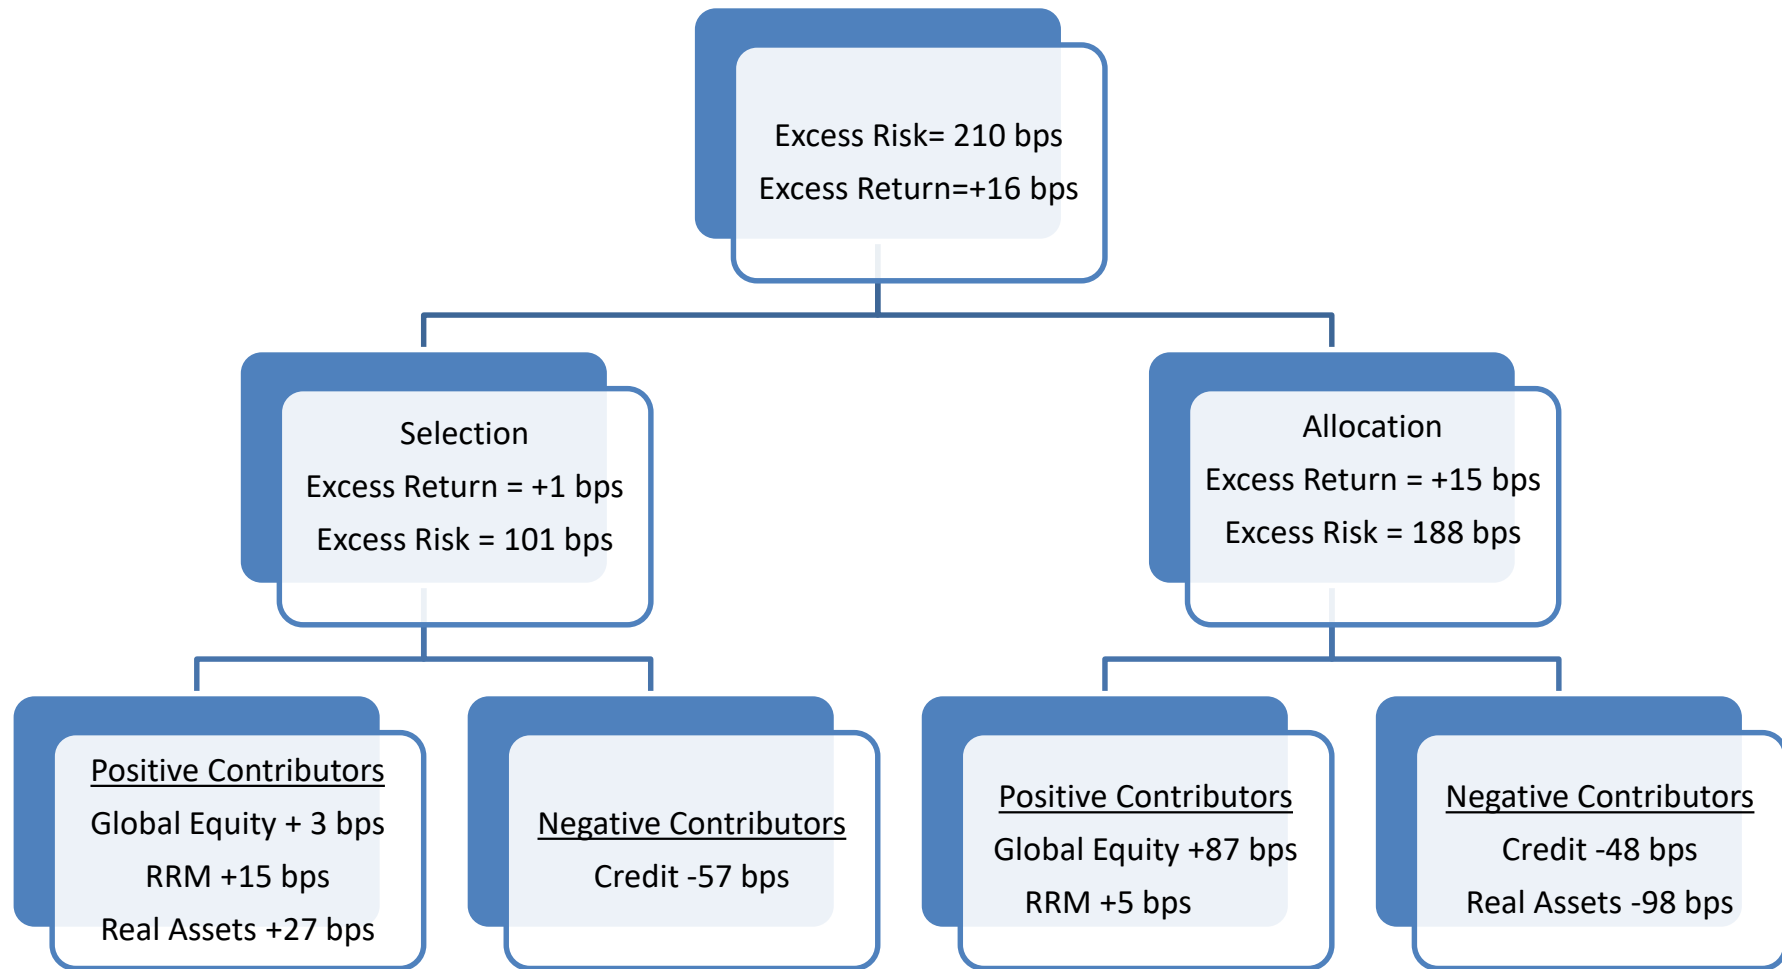 Excess Risk= 210 bps
Excess Return=+16 bps
Selection
Excess Return = +1 bps
Excess Risk = 101 bps
Allocation
Excess Return = +15 bps
Excess Risk = 188 bps
Positive Contributors
Global Equity + 3 bps
RRM +15 bps
Real Assets +27 bps
Negative Contributors
Credit -57 bps
Positive Contributors
Global Equity +87 bps
RRM +5 bps
Negative Contributors
Credit -48 bps
Real Assets -98 bps